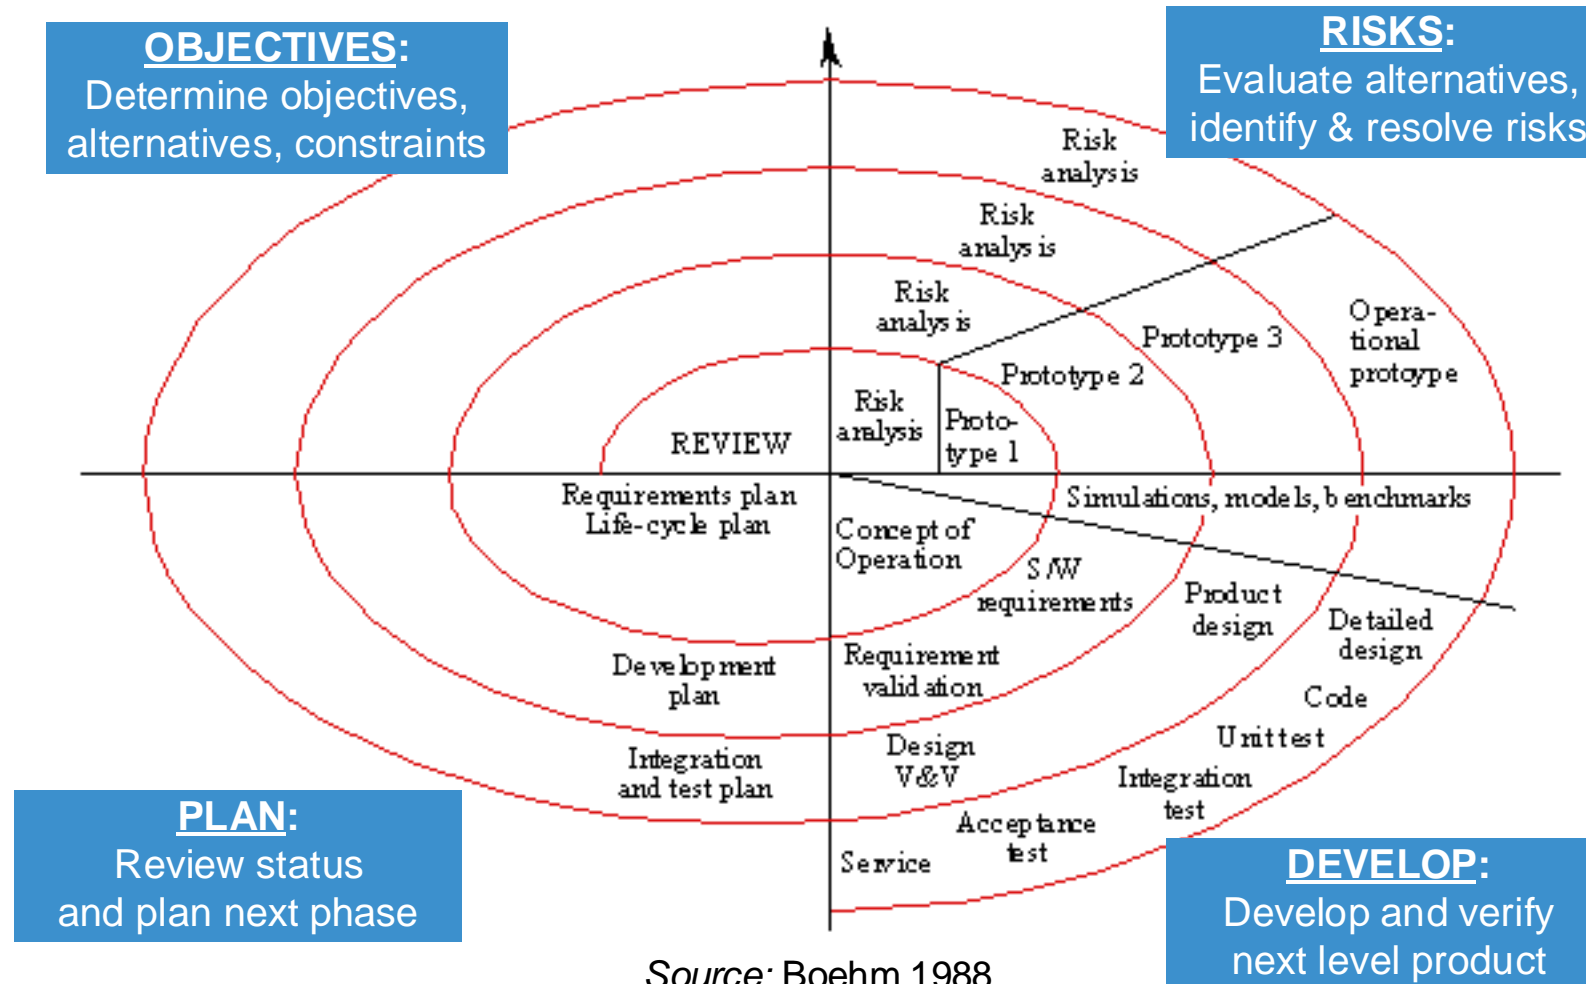 OBJECTIVES:
Determine objectives,
alternatives, constraints
RISKS:
Evaluate alternatives,
identify & resolve risks
Risk
analysis
Risk
analysis
Risk
analysis
Risk
analysis
Proto-
type 1
Prototype 2
Prototype 3
Opera-
tional
protoype
REVIEW
Requirements plan
Life-cycle plan
Development
plan
Integration
and test plan
Simulations, models, benchmarks
Concept of
Operation
S/W
requirements
Product
design
Detailed
design
Requirement
validation
Code
Design
V&V
Unit test
Integration
test
Acceptance
test
Service
PLAN:
Review status
and plan next phase
DEVELOP:
Develop and verify
next level product
Source: Boehm 1988